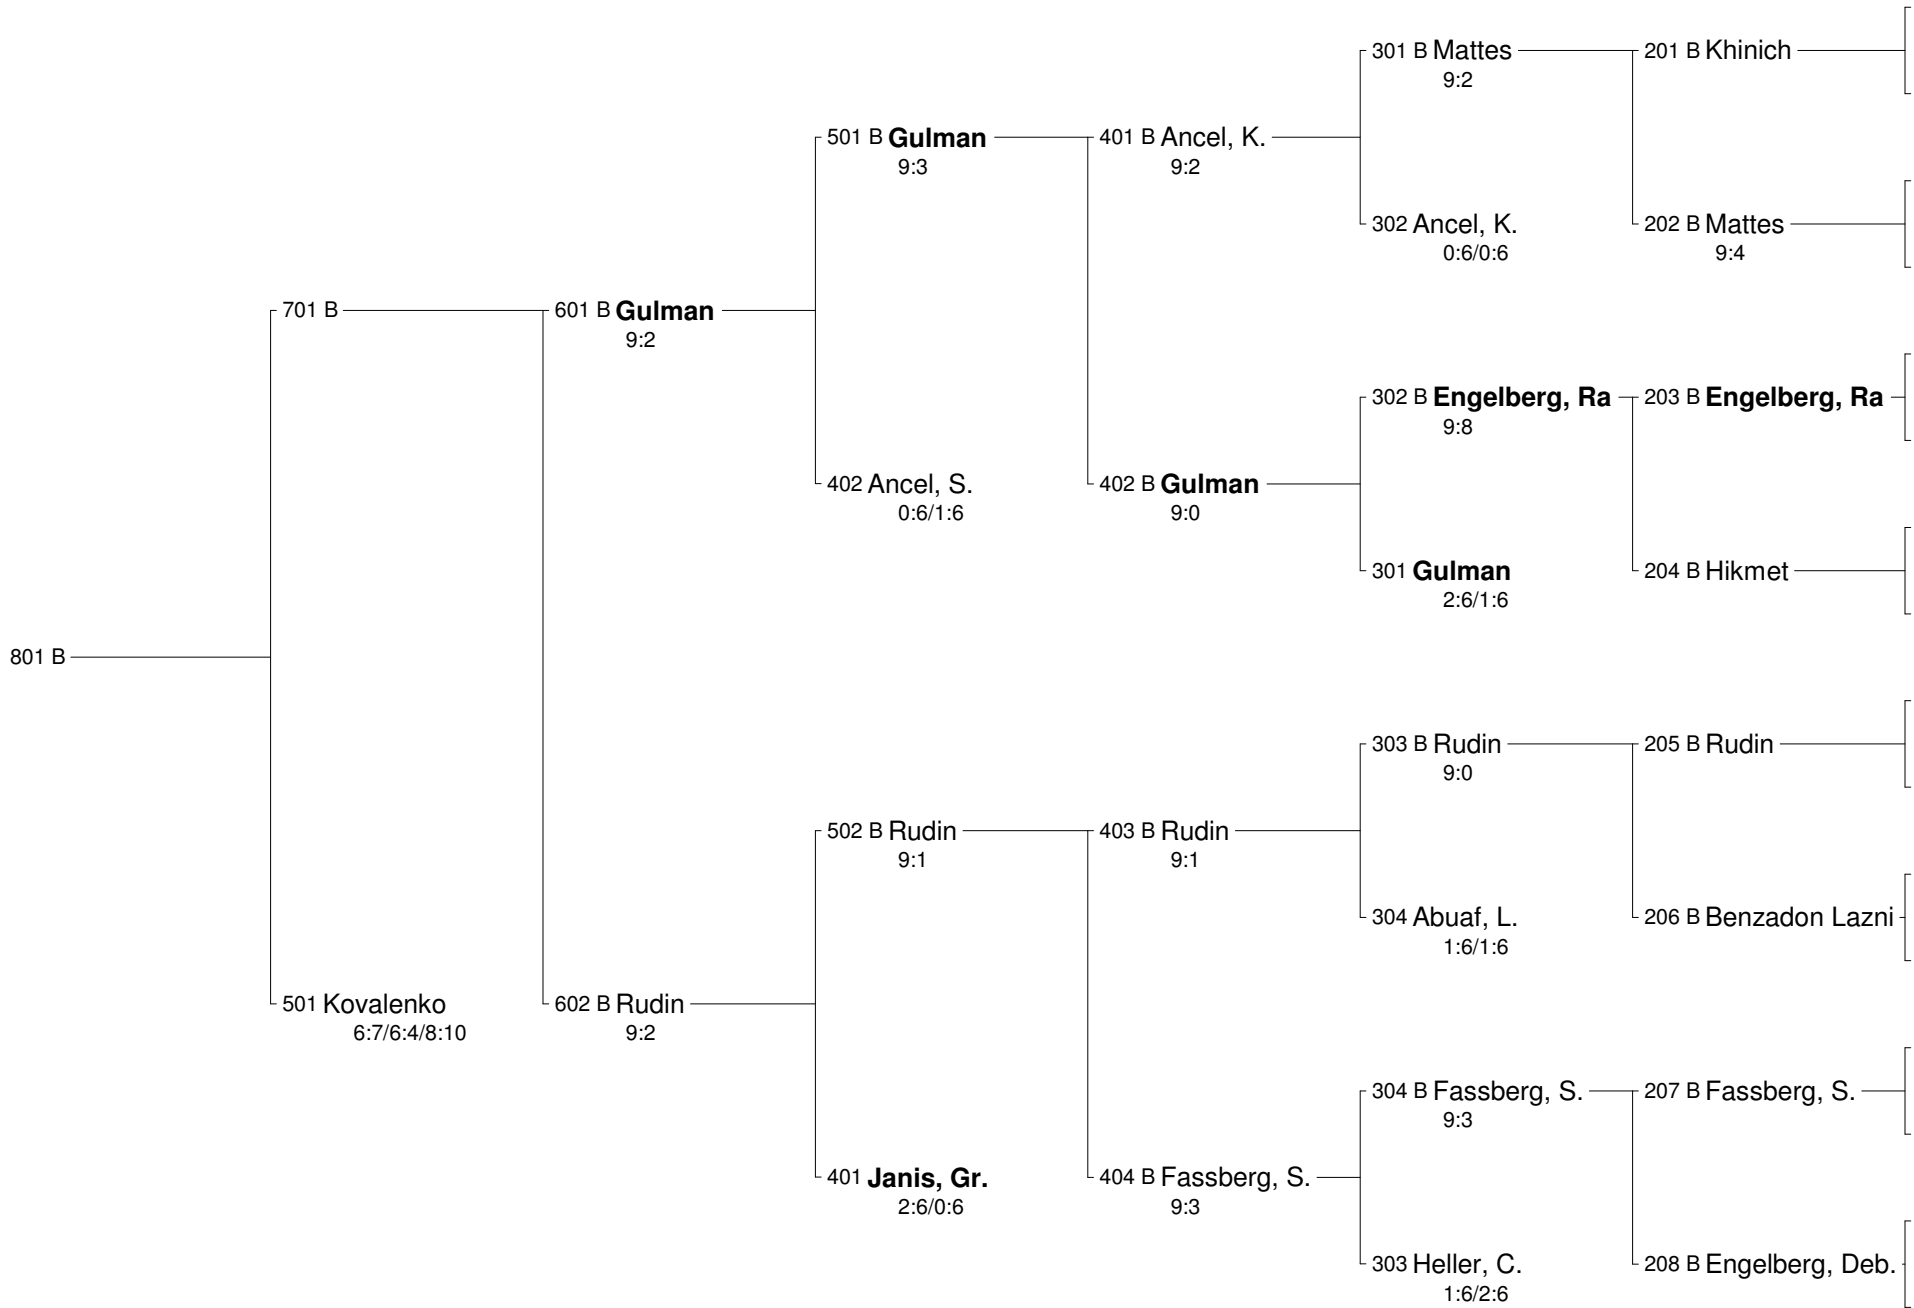 301 B Mattes
9:2
201 B Khinich
501 B Gulman
9:3
401 B Ancel, K.
9:2
302 Ancel, K.
0:6/0:6
202 B Mattes
9:4
701 B
601 B Gulman
9:2
302 B Engelberg, Ra
9:8
203 B Engelberg, Ra
402 Ancel, S.
0:6/1:6
402 B Gulman
9:0
301 Gulman
2:6/1:6
204 B Hikmet
801 B
303 B Rudin
9:0
205 B Rudin
502 B Rudin
9:1
403 B Rudin
9:1
304 Abuaf, L.
1:6/1:6
206 B Benzadon Lazni
501 Kovalenko
6:7/6:4/8:10
602 B Rudin
9:2
304 B Fassberg, S.
9:3
207 B Fassberg, S.
401 Janis, Gr.
2:6/0:6
404 B Fassberg, S.
9:3
303 Heller, C.
1:6/2:6
208 B Engelberg, Deb.